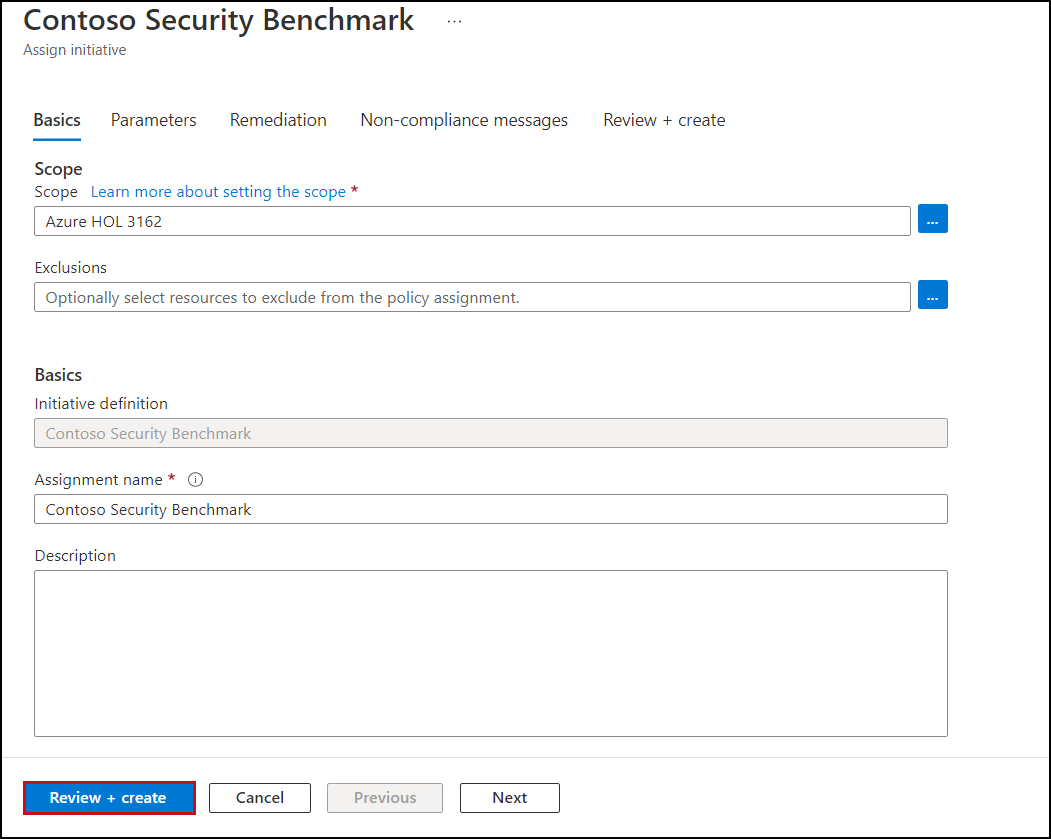 Contoso Security Benchmark ...
Assign initiative
Basics Parameters Remediation Non-compliance messages Review + create
Scope
Scope Learn more about setting the scope *
Azure HOL 3162 ...
Exclusions
Optionally select resources to exclude from the policy assignment. ...
Basics
Initiative definition
Contoso Security Benchmark
Assignment name * i
Contoso Security Benchmark
Description
Review + create Cancel Previous Next